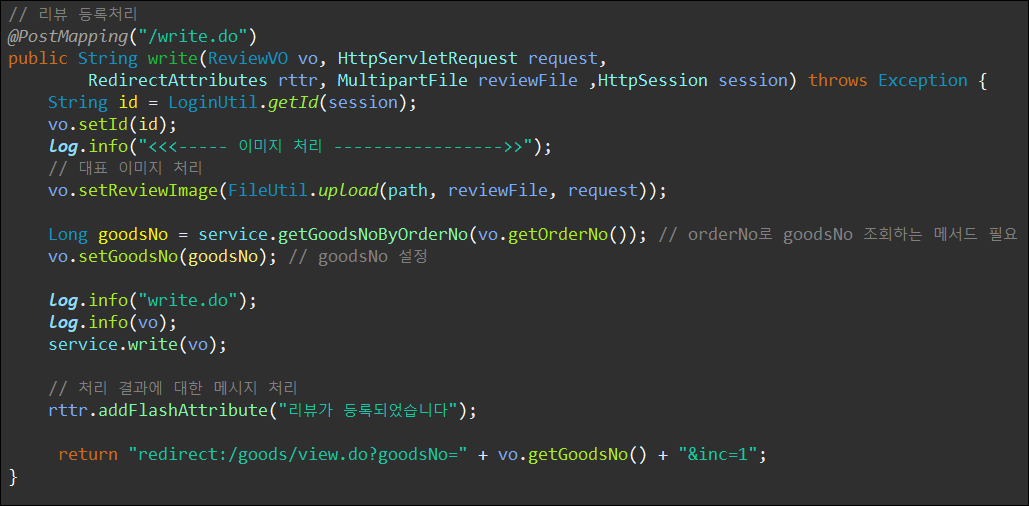 // 리뷰 등록처리
@PostMapping("/write.do")
public String write(ReviewVO vo, HttpServletRequest request,
        RedirectAttributes rttr, MultipartFile reviewFile ,HttpSession session) throws Exception {
    String id = LoginUtil.getId(session);
    vo.setId(id);
    log.info("<<<----- 이미지 처리 ----------------->>");
    // 대표 이미지 처리
    vo.setReviewImage(FileUtil.upload(path, reviewFile, request));
    Long goodsNo = service.getGoodsNoByOrderNo(vo.getOrderNo()); // orderNo로 goodsNo 조회하는 메서드 필요
    vo.setGoodsNo(goodsNo); // goodsNo 설정
    log.info("write.do");
    log.info(vo);
    service.write(vo);
    // 처리 결과에 대한 메시지 처리
    rttr.addFlashAttribute("리뷰가 등록되었습니다");
     return "redirect:/goods/view.do?goodsNo=" + vo.getGoodsNo() + "&inc=1";
}